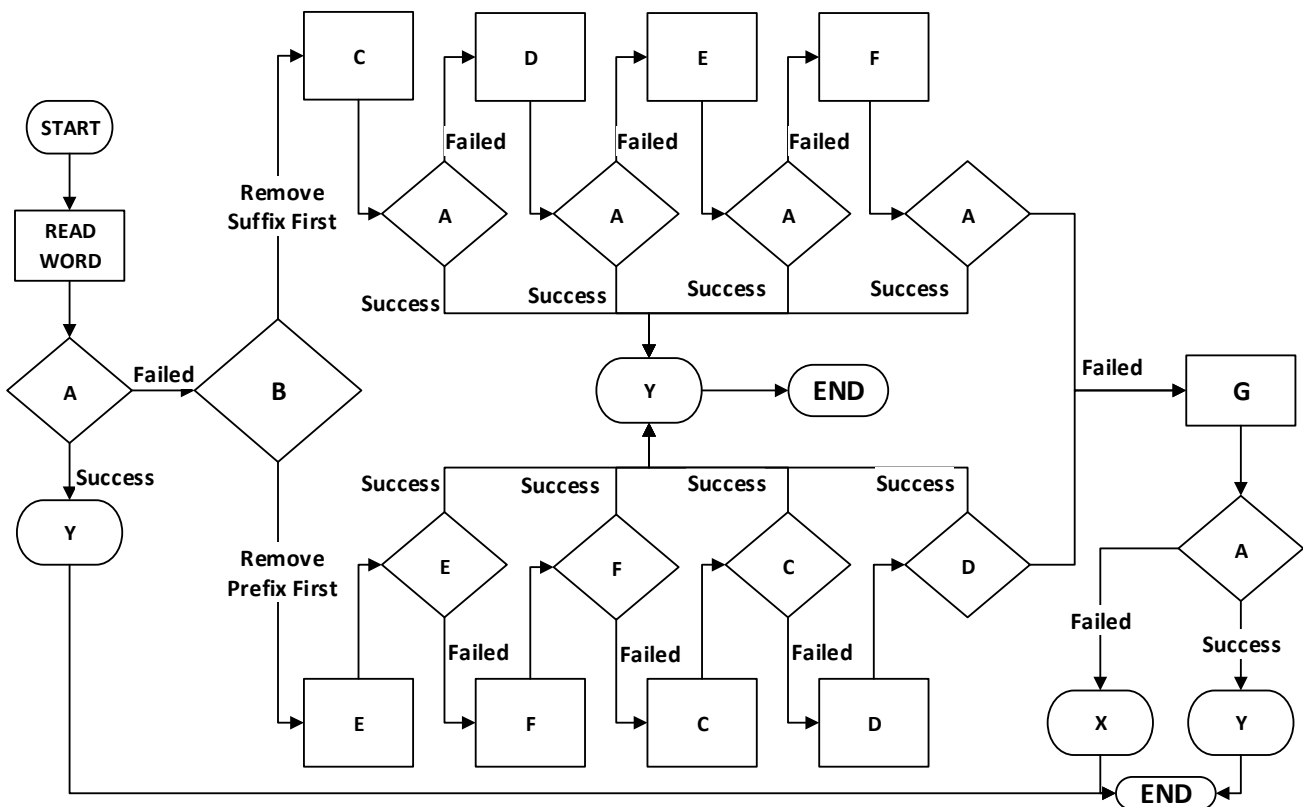 C
D
E
F
START
Failed
Failed
Failed
Remove
Suffix First
A
A
A
A
READ
WORD
Success
Success
Success
Success
A
Failed
B
Y
END
Failed
G
Success
Success
Success
Success
Success
Y
Remove
Prefix First
E
F
C
D
A
Failed
Failed
Failed
Failed
Success
E
F
C
D
X
Y
END